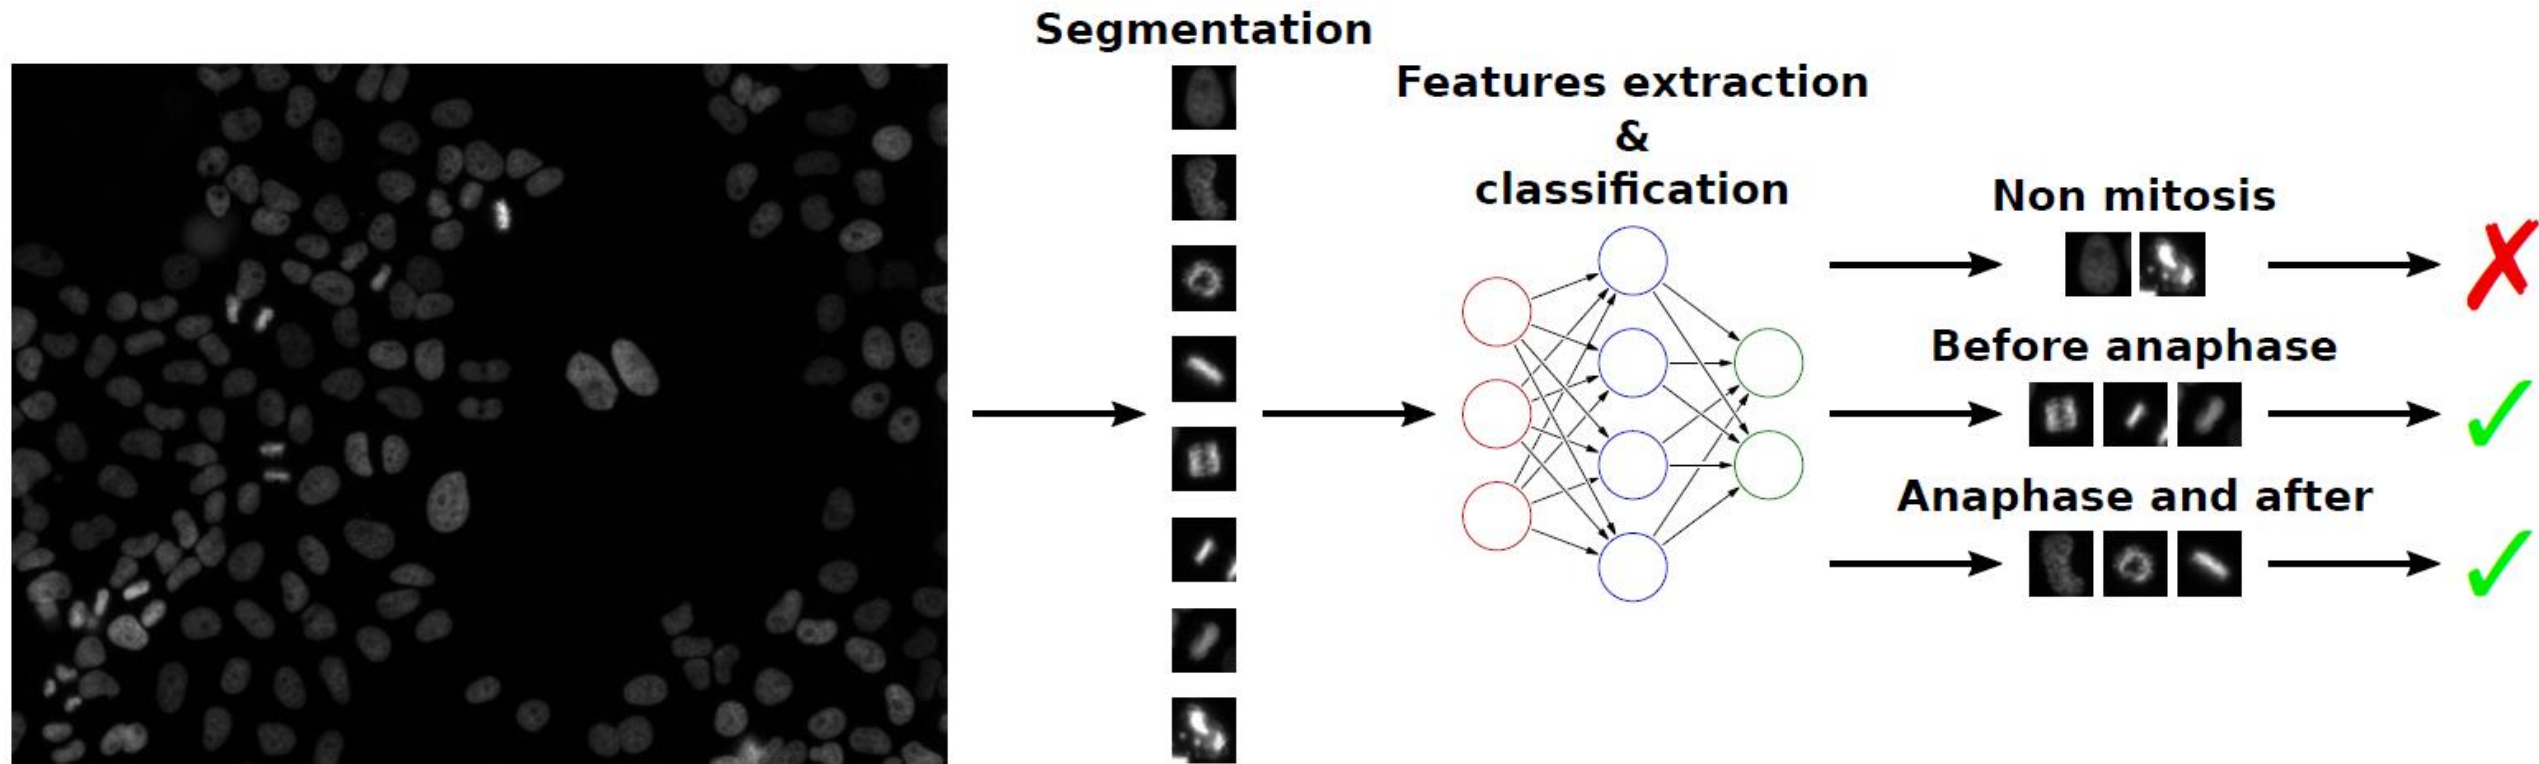 Segmentation
Features extraction
&
classification
Non mitosis
Before anaphase
Anaphase and after